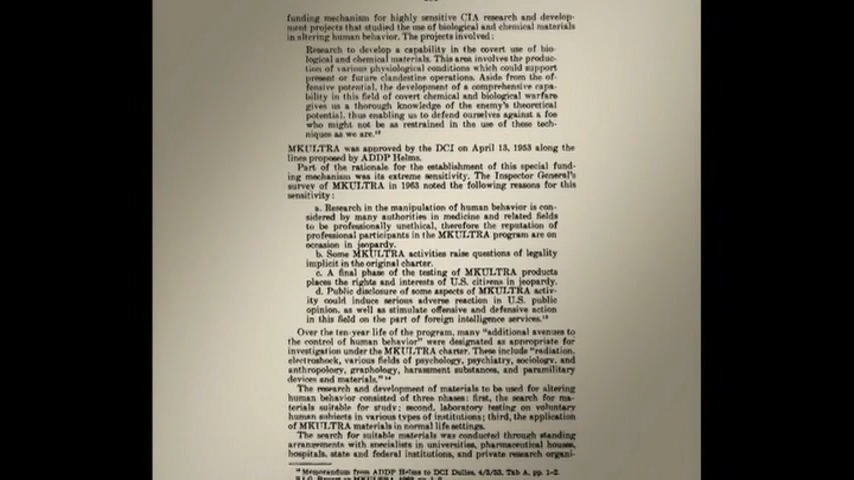 funding mechanism for highly sensitive CIA research and develop-
ment projects that studied the use of biological and chemical materials
in altering human behavior. The projects involved:
Research to develop a capability in the covert use of bio-
logical and chemical materials. This area involves the produc-
tion of various physiological conditions which could support
present or future clandestine operations. Aside from the of-
fensive potential, the development of a comprehensive capa-
bility in this field of covert chemical and biological warfare
gives us a thorough knowledge of the enemy's theoretical
potential, thus enabling us to defend ourselves against a foe
who might not be as restrained in the use of these tech-
niques as we are.¹²
MKULTRA was approved by the DCI on April 13, 1953 along the
lines proposed by ADDP Helms.
Part of the rationale for the establishment of this special fund-
ing mechanism was its extreme sensitivity. The Inspector General's
survey of MKULTRA in 1963 noted the following reasons for this
sensitivity:
a. Research in the manipulation of human behavior is con-
sidered by many authorities in medicine and related fields
to be professionally unethical, therefore the reputation of
professional participants in the MKULTRA program are on
occasion in jeopardy.
b. Some MKULTRA activities raise questions of legality
implicit in the original charter.
c. A final phase of the testing of MKULTRA products
places the rights and interests of U.S. citizens in jeopardy.
d. Public disclosure of some aspects of MKULTRA activ-
ity could induce serious adverse reaction in U.S. public
opinion, as well as stimulate offensive and defensive action
in this field on the part of foreign intelligence services.¹³
Over the ten-year life of the program, many "additional avenues to
the control of human behavior" were designated as appropriate for
investigation under the MKULTRA charter. These include "radiation,
electroshock, various fields of psychology, psychiatry, sociology, and
anthropology, graphology, harassment substances, and paramilitary
devices and materials." ¹⁴
The research and development of materials to be used for altering
human behavior consisted of three phases: first, the search for ma-
terials suitable for study; second, laboratory testing on voluntary
human subjects in various types of institutions; third, the application
of MKULTRA materials in normal life settings.
The search for suitable materials was conducted through standing
arrangements with specialists in universities, pharmaceutical houses,
hospitals, state and federal institutions, and private research organi-
¹² Memorandum from ADDP Helms to DCI Dulles, 4/3/53, Tab A, pp. 1-2.